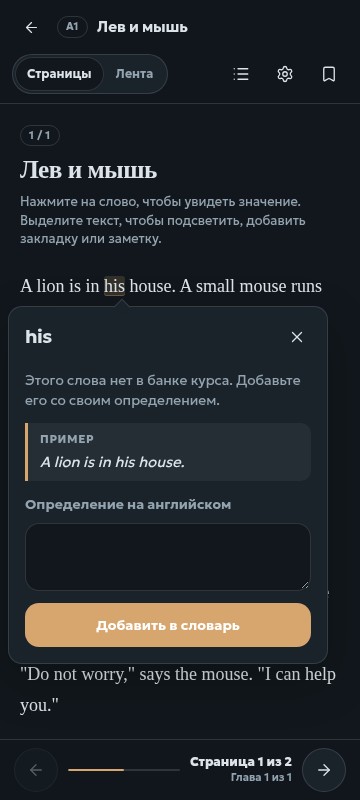 A1 Лев и мышь
Страницы Лента
1 / 1
Лев и мышь
Нажмите на слово, чтобы увидеть значение.
Выделите текст, чтобы подсветить, добавить
закладку или заметку.
A lion is in his house. A small mouse runs
his
Этого слова нет в банке курса. Добавьте
его со своим определением.
ПРИМЕР
A lion is in his house.
Определение на английском
Добавить в словарь
"Do not worry," says the mouse. "I can help
you."
Страница 1 из 2
Глава 1 из 1